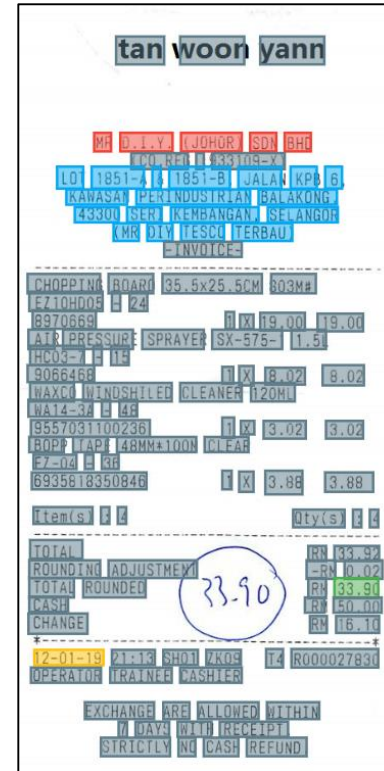 tan woon yann
MR D.I.Y. (JOHOR) SDN BHD
(CO.REG : 933109-X)
LOT 1851-A & 1851-B, JALAN KPB 6,
KAWASAN PERINDUSTRIAN BALAKONG,
43300 SERI KEMBANGAN, SELANGOR
(MR DIY TESCO TERBAU)
-INVOICE-
CHOPPING BOARD 35.5x25.5CM 803M#
EZ10HD05 - 24
8970669 1 X 19.00 19.00
AIR PRESSURE SPRAYER SX-575- 1.5L
HC03-7 - 15
9066468 1 X 8.02 8.02
WAXCO WINDSHILED CLEANER 120ML
WA14-3A - 48
9557031100236 1 X 3.02 3.02
BOPP TAPE 48MM*100M CLEAR
EZ-04 - 36
6935818350846 1 X 3.88 3.88
Item(s) : 4 Qty(s) : 4
TOTAL RM 33.92
ROUNDING ADJUSTMENT -RM 0.02
TOTAL ROUNDED RM 33.90
CASH RM 50.00
CHANGE RM 16.10
33.90
12-01-19 21:13 SH01 ZK09 T4 R000027830
OPERATOR TRAINEE CASHIER
EXCHANGE ARE ALLOWED WITHIN
7 DAYS WITH RECEIPT
STRICTLY NO CASH REFUND